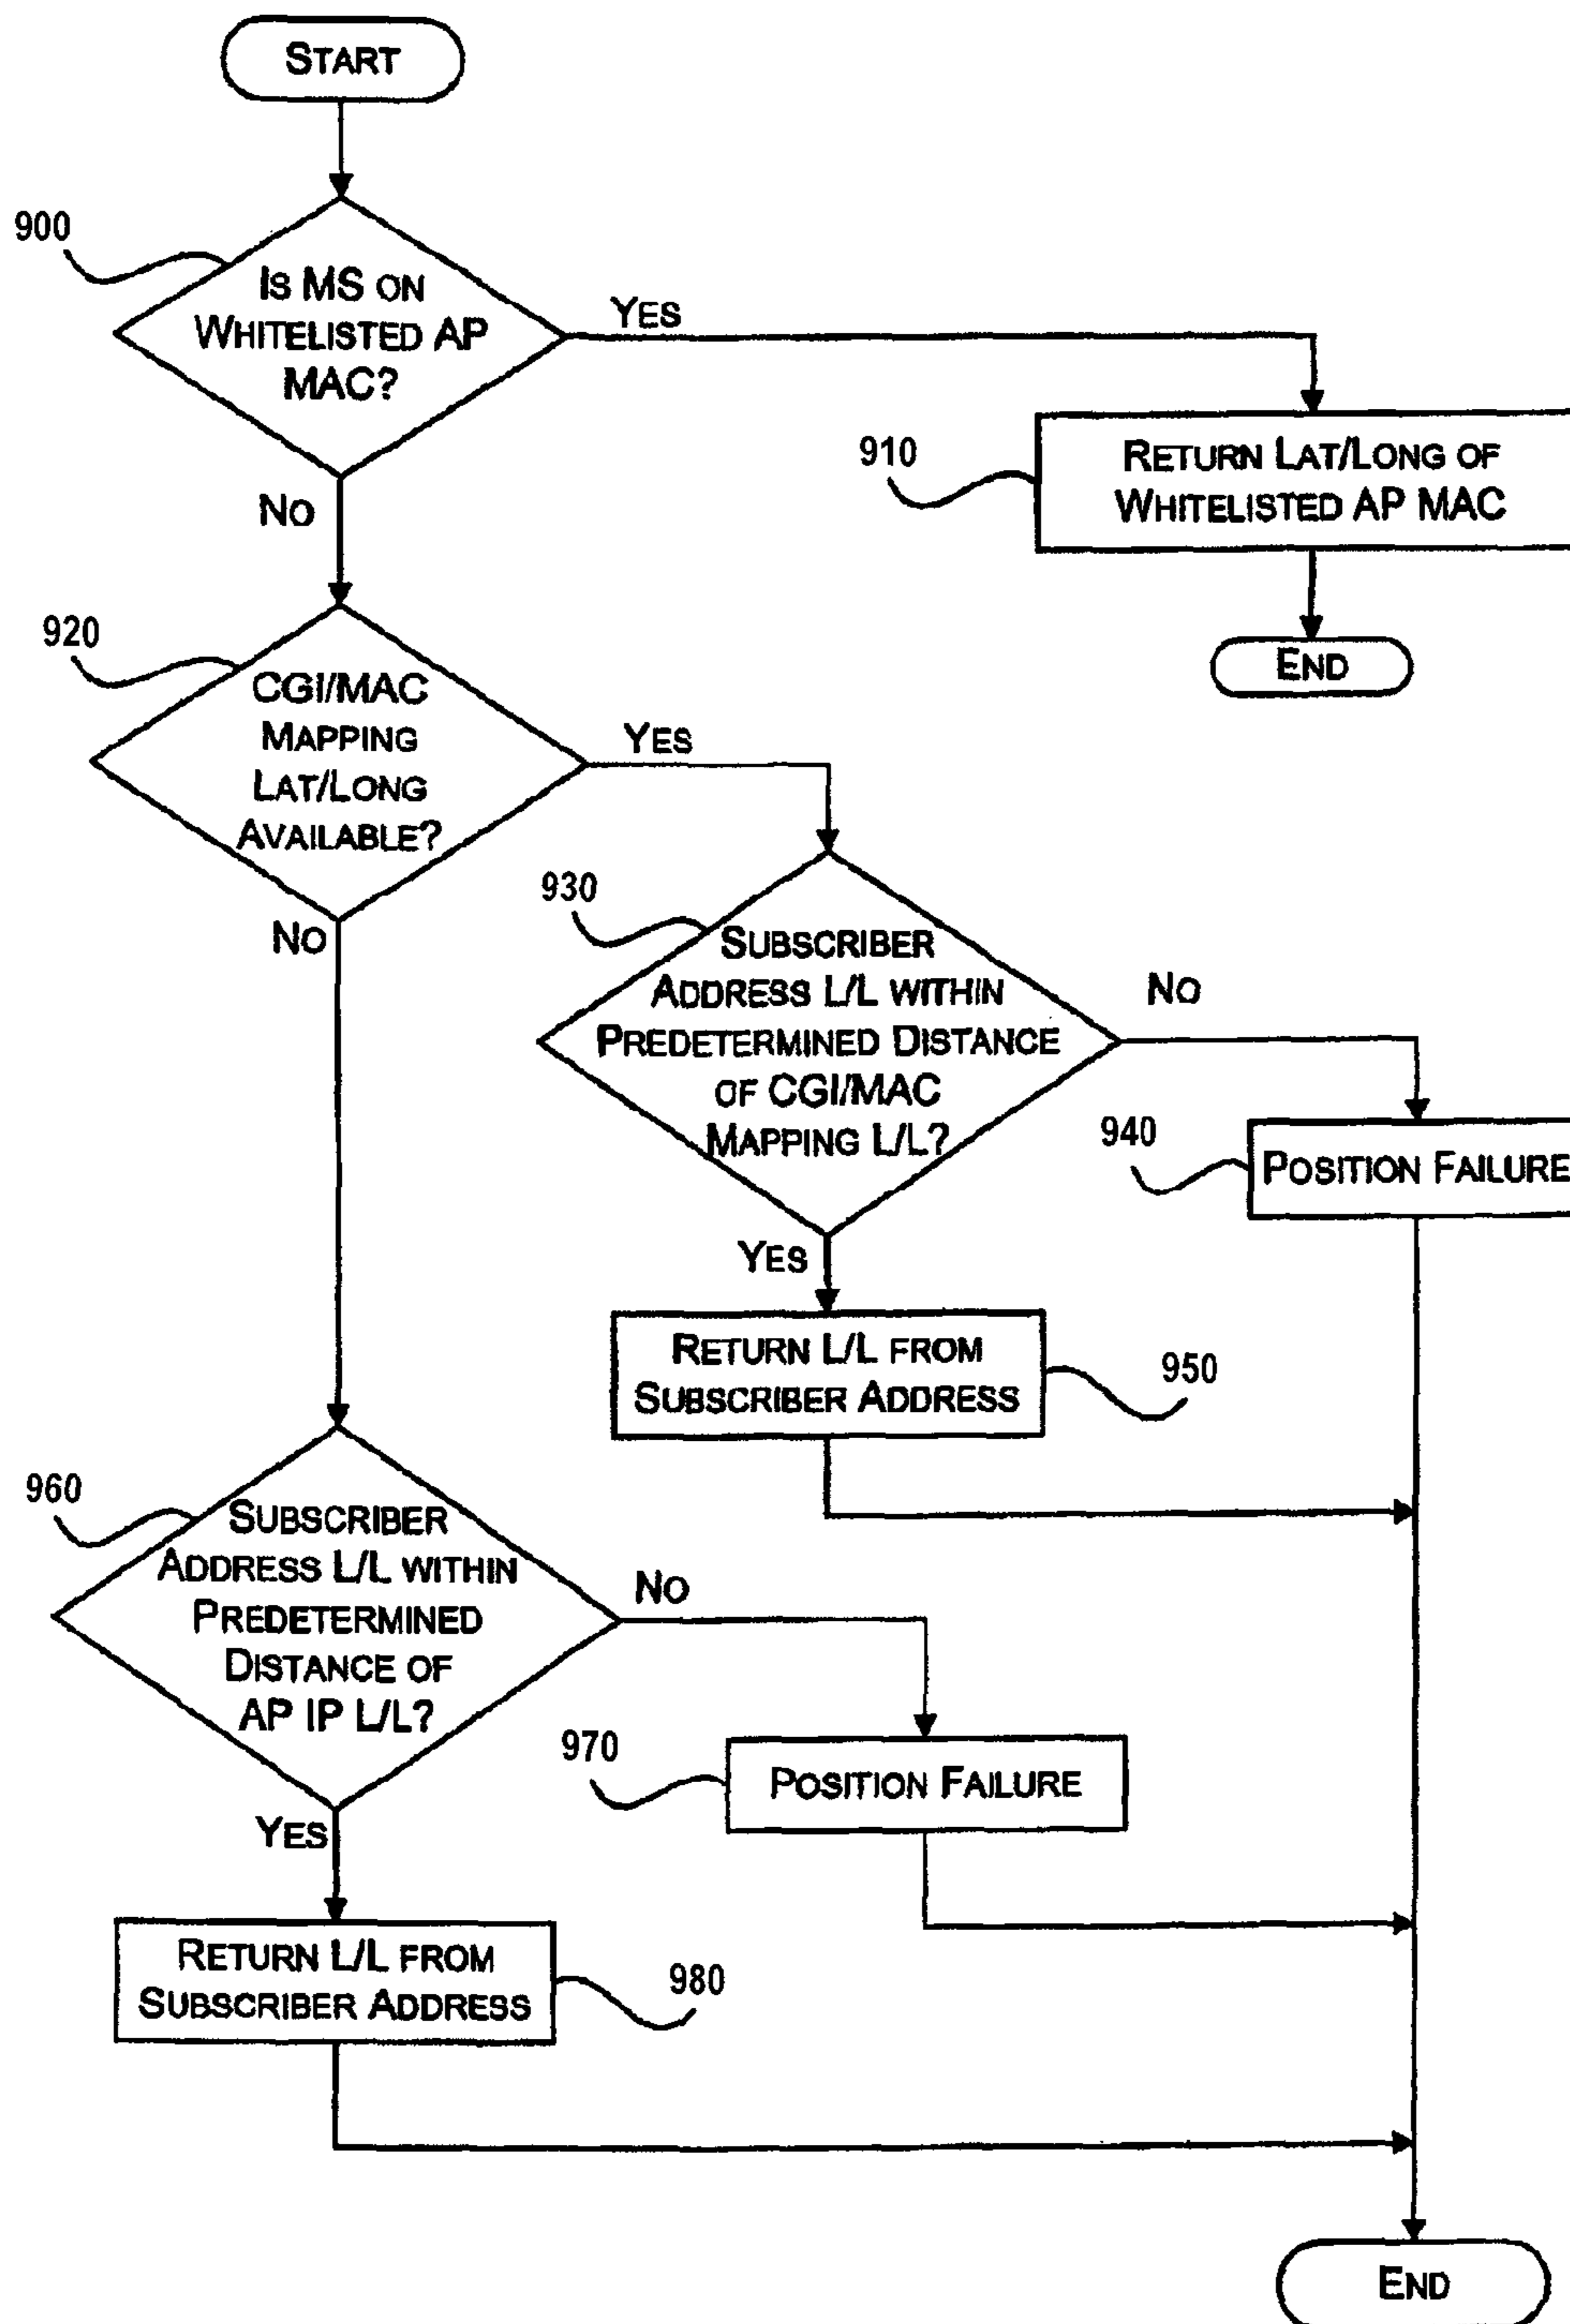 START
900
IS MS ON
WHITELISTED AP
MAC?
YES
NO
910
RETURN LAT/LONG OF
WHITELISTED AP MAC
END
920
CGI/MAC
MAPPING
LAT/LONG
AVAILABLE?
YES
NO
930
SUBSCRIBER
ADDRESS L/L WITHIN
PREDETERMINED DISTANCE
OF CGI/MAC
MAPPING L/L?
NO
940
POSITION FAILURE
YES
RETURN L/L FROM
SUBSCRIBER ADDRESS
950
960
SUBSCRIBER
ADDRESS L/L WITHIN
PREDETERMINED
DISTANCE OF
AP IP L/L?
NO
970
POSITION FAILURE
YES
RETURN L/L FROM
SUBSCRIBER ADDRESS
980
END